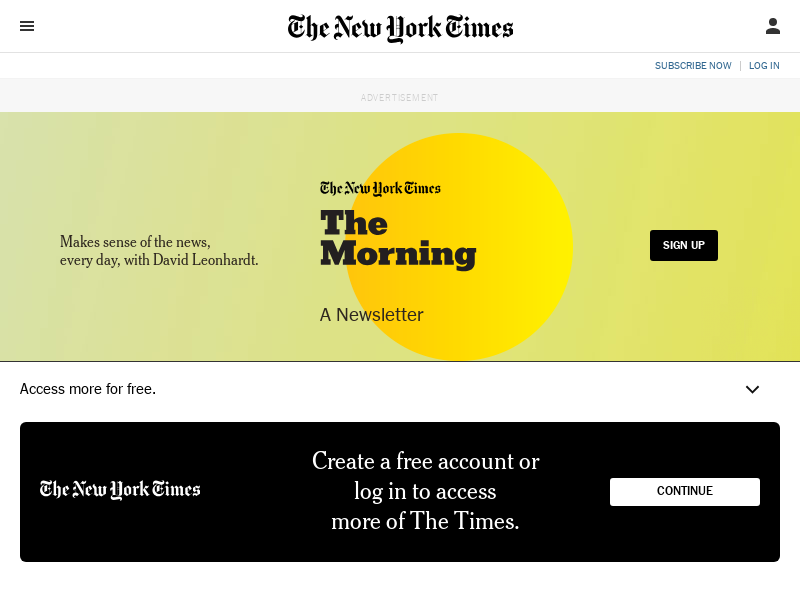 The New York Times
SUBSCRIBE NOW | LOG IN
ADVERTISEMENT
The New York Times
The
Morning
Makes sense of the news,
every day, with David Leonhardt.
SIGN UP
A Newsletter
Access more for free.
The New York Times
Create a free account or
log in to access
more of The Times.
CONTINUE